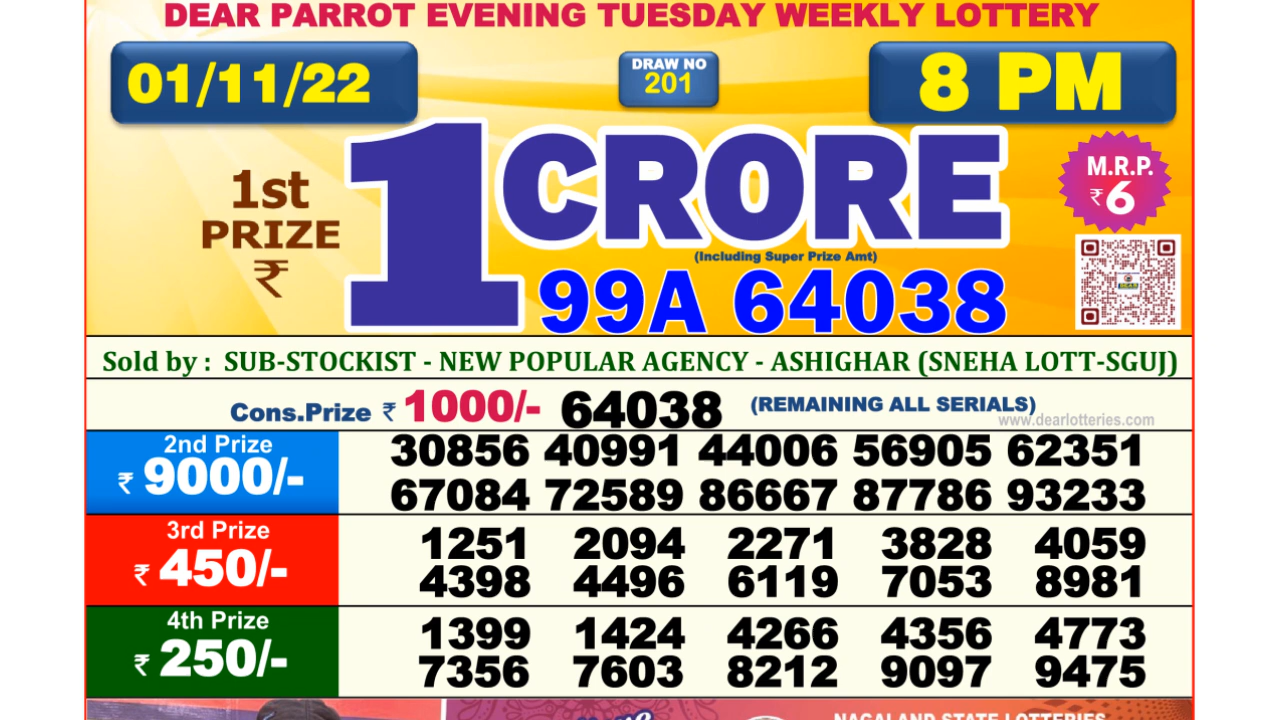 DEAR PARROT EVENING TUESDAY WEEKLY LOTTERY
01/11/22
DRAW NO
201
8 PM
1st
PRIZE
₹
1 CRORE
(Including Super Prize Amt)
99A 64038
M.R.P.
₹ 6
Sold by : SUB-STOCKIST - NEW POPULAR AGENCY - ASHIGHAR (SNEHA LOTT-SGUJ)
Cons.Prize ₹ 1000/- 64038 (REMAINING ALL SERIALS)
www.dearlotteries.com
2nd Prize
₹ 9000/-
30856 40991 44006 56905 62351
67084 72589 86667 87786 93233
3rd Prize
₹ 450/-
1251 2094 2271 3828 4059
4398 4496 6119 7053 8981
4th Prize
₹ 250/-
1399 1424 4266 4356 4773
7356 7603 8212 9097 9475
NAGALAND STATE LOTTERIES